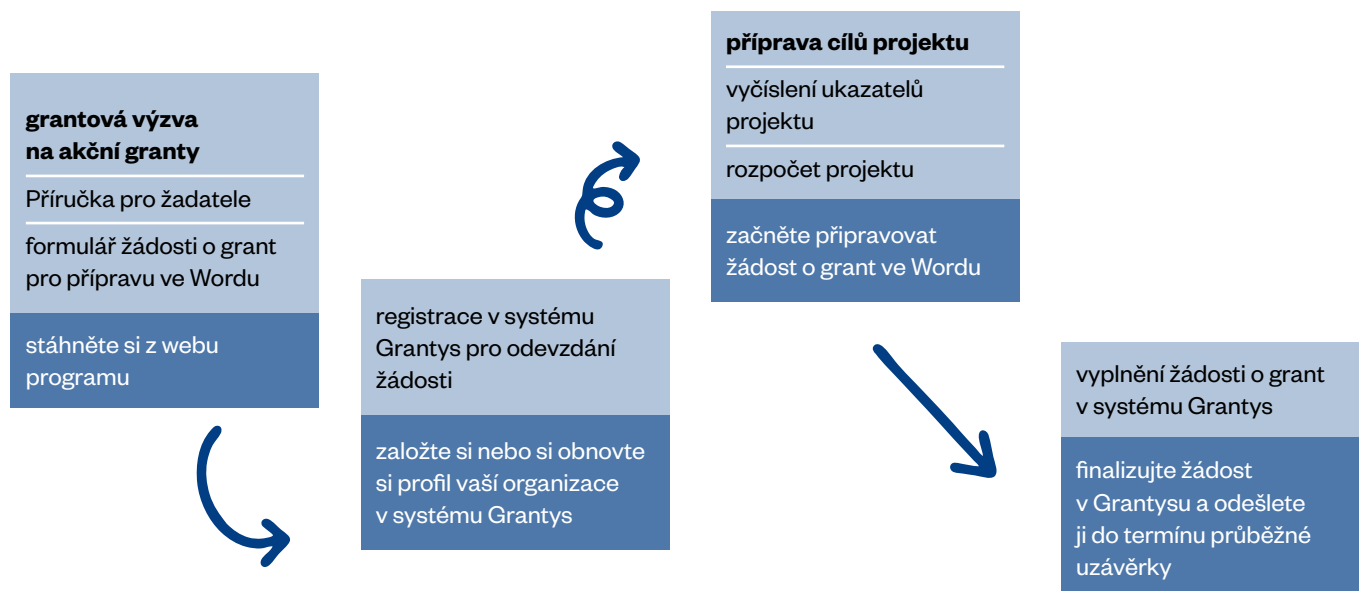 grantová výzva
na akční granty
Příručka pro žadatele
formulář žádosti o grant
pro přípravu ve Wordu
stáhněte si z webu
programu
registrace v systému
Grantys pro odevzdání
žádosti
založte si nebo si obnovte
si profil vaší organizace
v systému Grantys
příprava cílů projektu
vyčíslení ukazatelů
projektu
rozpočet projektu
začněte připravovat
žádost o grant ve Wordu
vyplnění žádosti o grant
v systému Grantys
finalizujte žádost
v Grantysu a odešlete
ji do termínu průběžné
uzávěrky